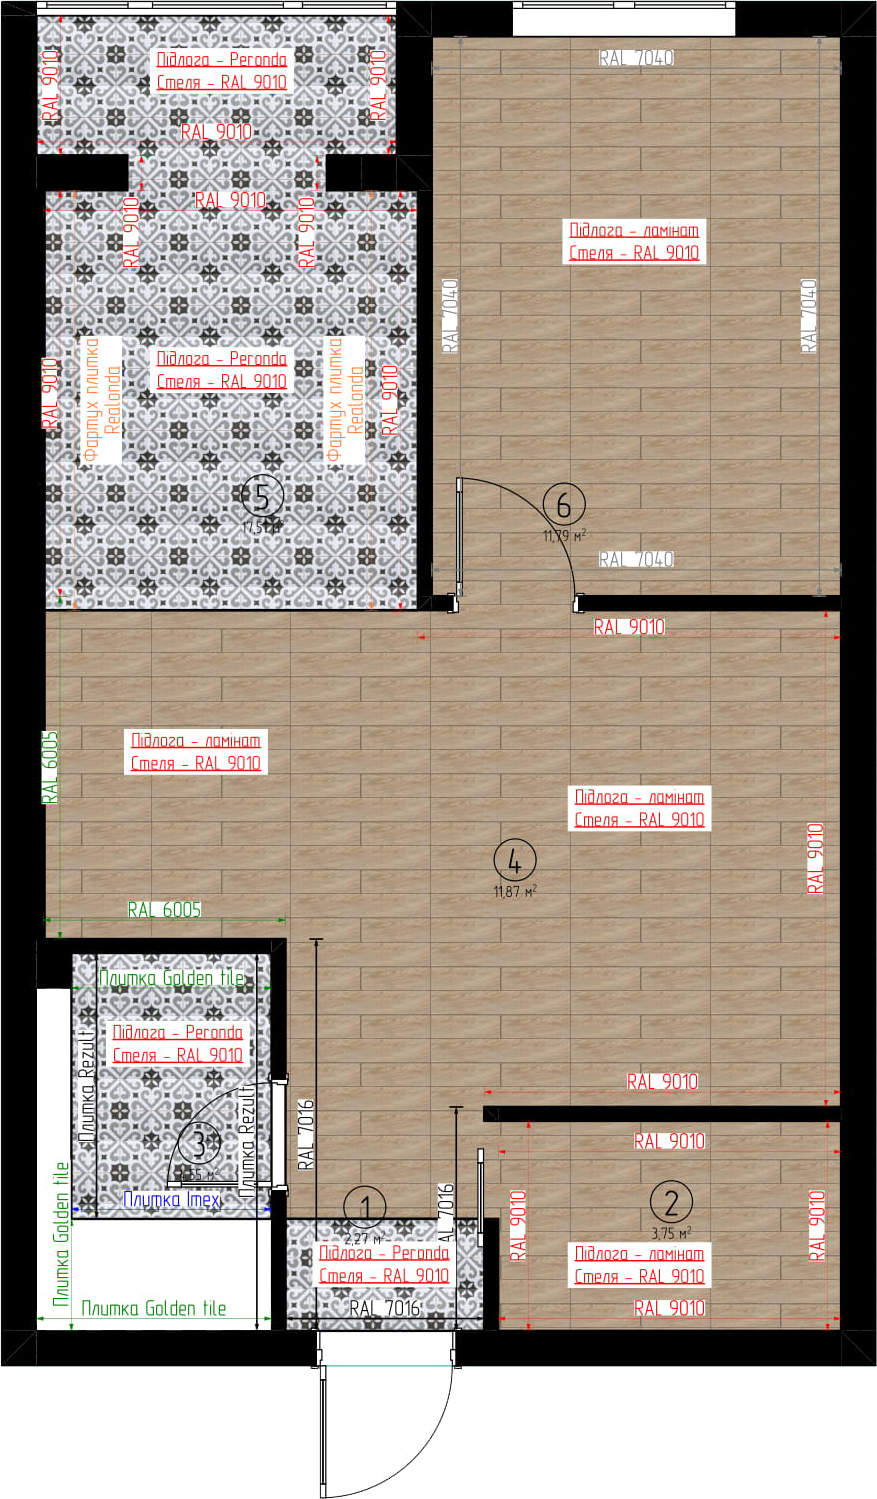 Підлога - Peronda
Стеля - RAL 9010
RAL 9010
RAL 9010
RAL 9010
RAL 7040
RAL 9010
RAL 9010
RAL 9010
Підлога - ламінат
Стеля - RAL 9010
RAL 7040
RAL 7040
RAL 9010
Фартух плитка
Realonda
Підлога - Peronda
Стеля - RAL 9010
Фартух плитка
Realonda
RAL 9010
5
17,51 м²
6
11,79 м²
RAL 7040
RAL 9010
Підлога - ламінат
Стеля - RAL 9010
RAL 6005
Підлога - ламінат
Стеля - RAL 9010
4
11,87 м²
RAL 9010
RAL 6005
Плитка Golden tile
Підлога - Peronda
Стеля - RAL 9010
Плитка Rezult
Плитка Rezult
3
RAL 7016
RAL 9010
RAL 9010
Плитка Imex
Плитка Golden tile
Плитка Golden tile
1
2,27 м²
RAL 7016
Підлога - Peronda
Стеля - RAL 9010
RAL 7016
2
3,75 м²
RAL 9010
RAL 9010
Підлога - ламінат
Стеля - RAL 9010
RAL 9010